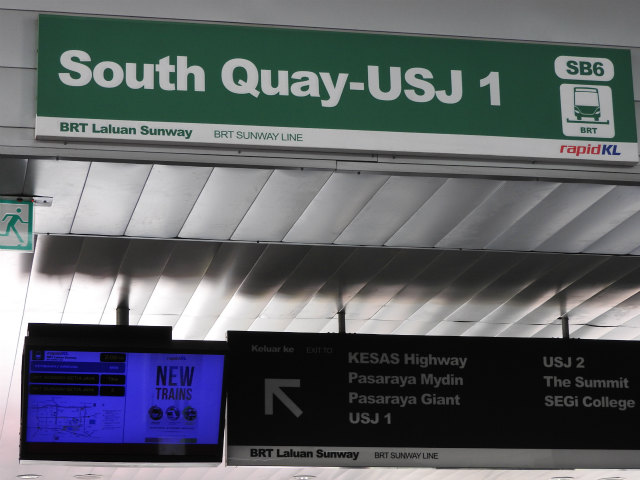 South Quay-USJ 1
SB6
BRT
BRT Laluan Sunway BRT SUNWAY LINE
rapidKL
Keluar ke EXIT TO
KESAS Highway
Pasaraya Mydin
Pasaraya Giant
USJ 1
USJ 2
The Summit
SEGi College
BRT Laluan Sunway BRT SUNWAY LINE
rapidKL
NEW
TRAINS